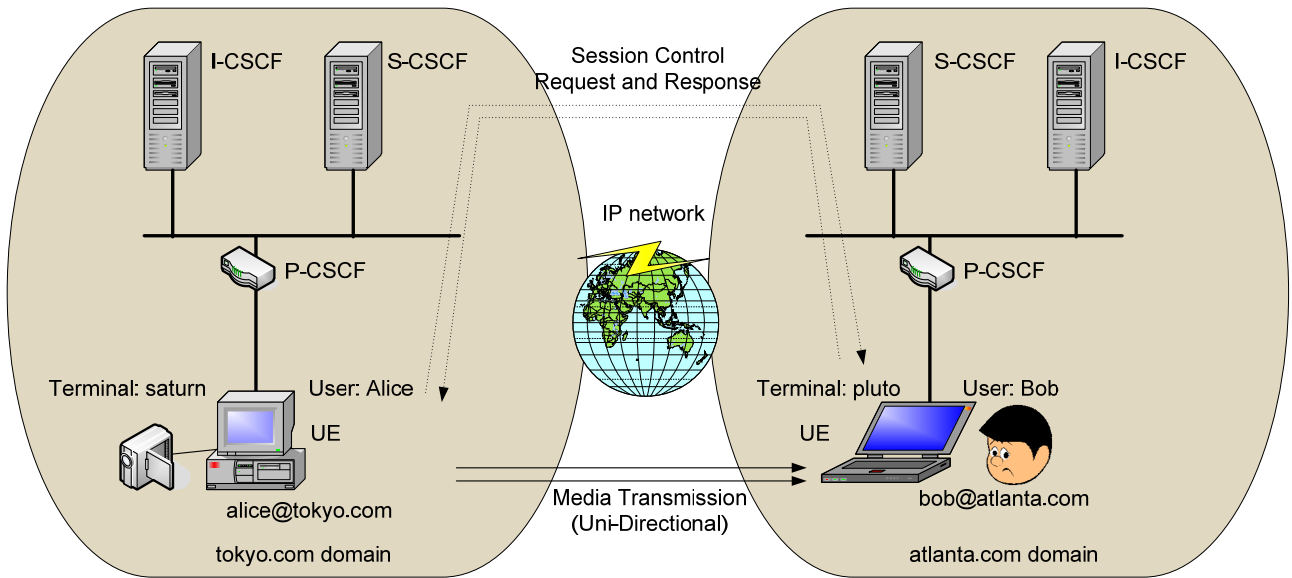 I-CSCF
S-CSCF
Session Control
Request and Response
S-CSCF
I-CSCF
IP network
P-CSCF
P-CSCF
Terminal: saturn
User: Alice
Terminal: pluto
User: Bob
UE
UE
Media Transmission
(Uni-Directional)
alice@tokyo.com
bob@atlanta.com
tokyo.com domain
atlanta.com domain